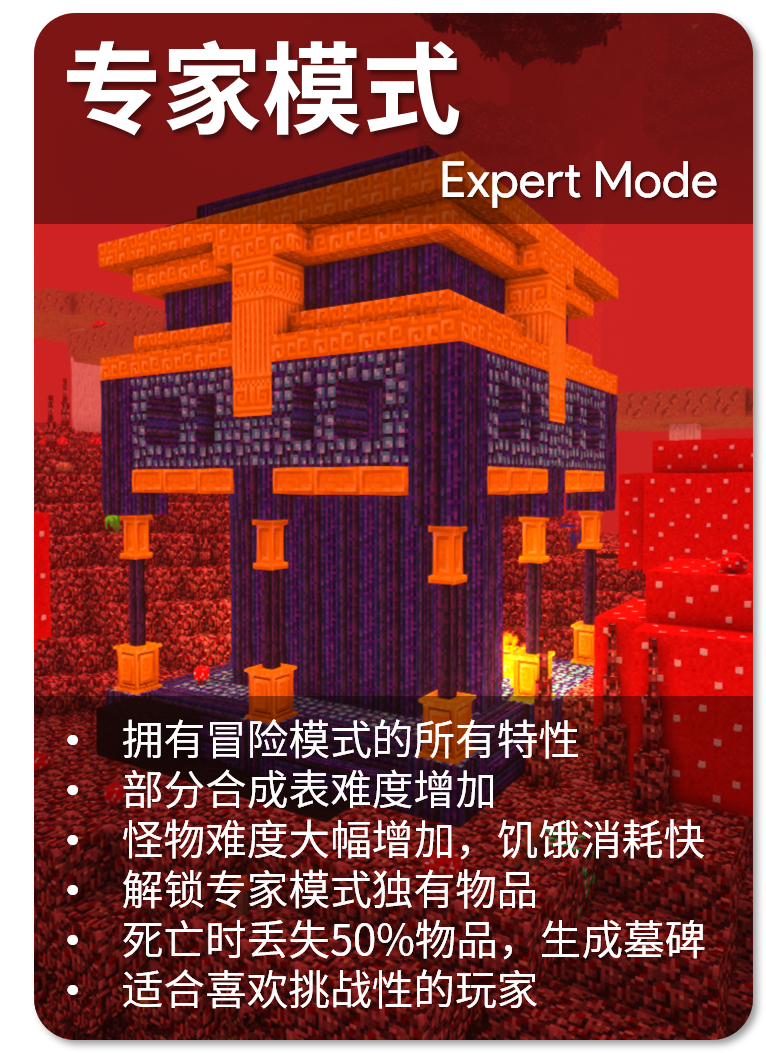 专家模式
Expert Mode
• 拥有冒险模式的所有特性
• 部分合成表难度增加
• 怪物难度大幅增加，饥饿消耗快
• 解锁专家模式独有物品
• 死亡时丢失50%物品，生成墓碑
• 适合喜欢挑战性的玩家